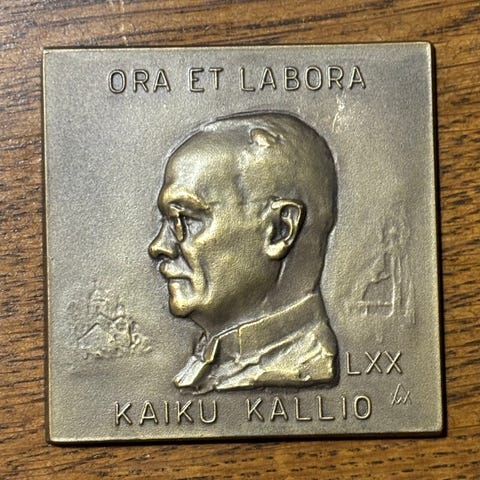 ORA ET LABORA
LXX
KAIKU KALLIO